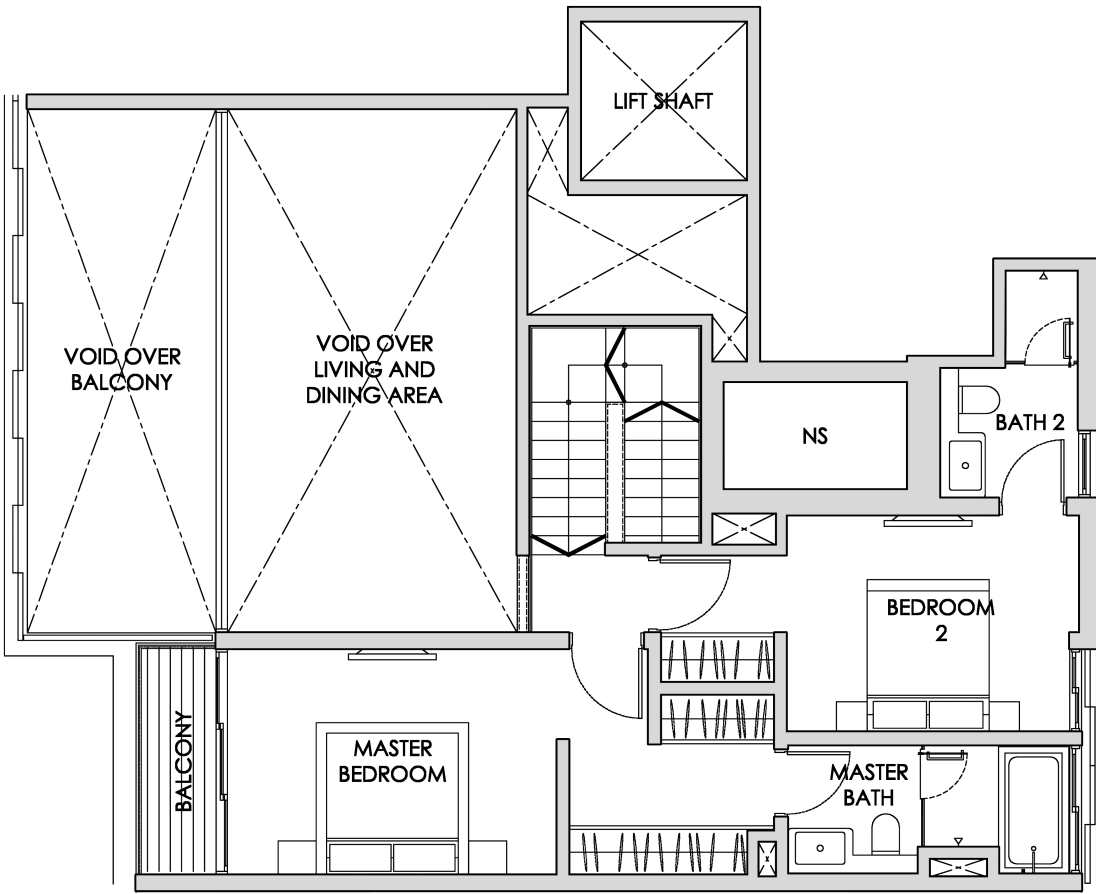 LIFT SHAFT
VOID OVER
BALCONY
VOID OVER
LIVING AND
DINING AREA
NS
BATH 2
BEDROOM
2
BALCONY
MASTER
BEDROOM
MASTER
BATH